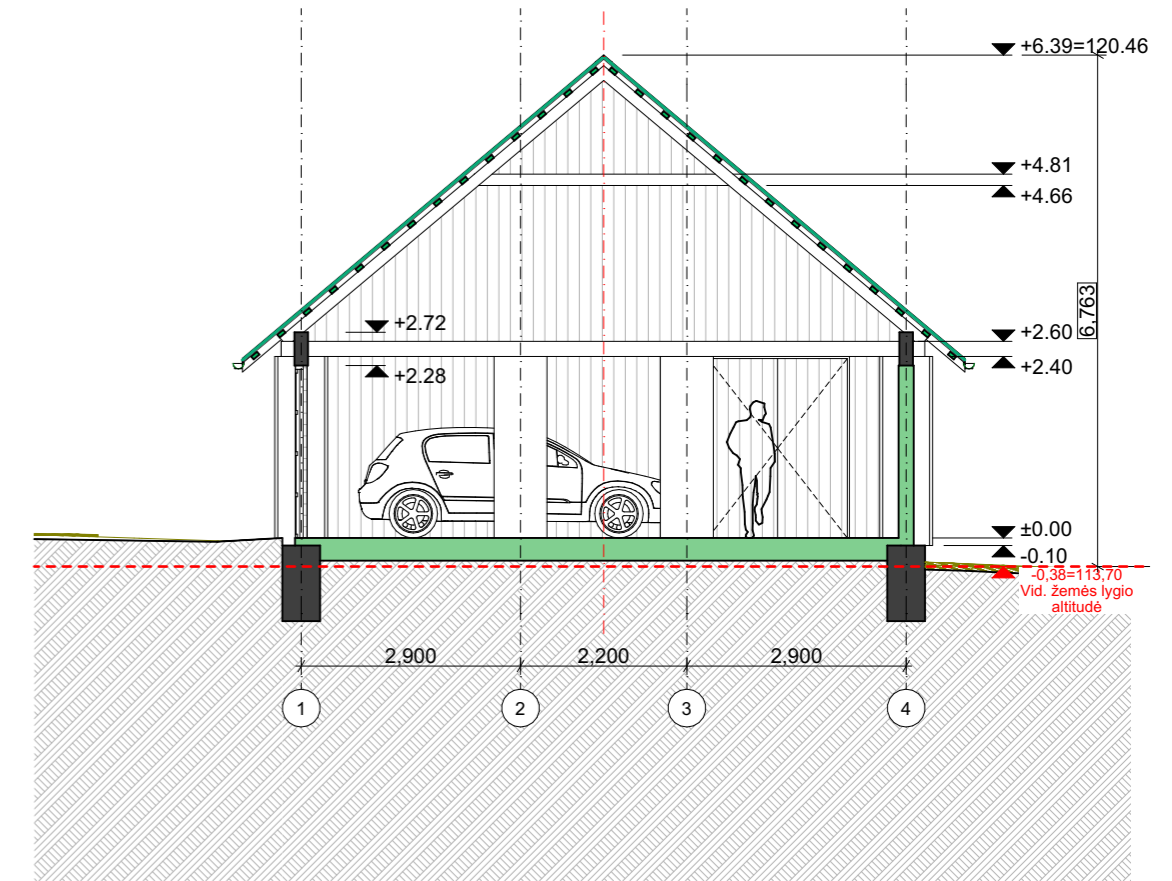 +6.39=120.46
+4.81
+4.66
6,763
+2.72
+2.60
+2.40
+2.28
±0.00
-0.10
-0,38=113,70
Vid. žemės lygio
altitudė
2,900 2,200 2,900
1 2 3 4